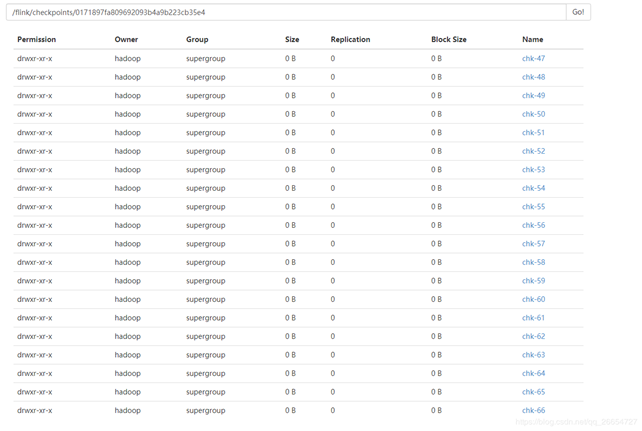 /flink/checkpoints/0171897fa809692093b4a9b223cb35e4 Go!
Permission Owner Group Size Replication Block Size Name
drwxr-xr-x hadoop supergroup 0 B 0 0 B chk-47
drwxr-xr-x hadoop supergroup 0 B 0 0 B chk-48
drwxr-xr-x hadoop supergroup 0 B 0 0 B chk-49
drwxr-xr-x hadoop supergroup 0 B 0 0 B chk-50
drwxr-xr-x hadoop supergroup 0 B 0 0 B chk-51
drwxr-xr-x hadoop supergroup 0 B 0 0 B chk-52
drwxr-xr-x hadoop supergroup 0 B 0 0 B chk-53
drwxr-xr-x hadoop supergroup 0 B 0 0 B chk-54
drwxr-xr-x hadoop supergroup 0 B 0 0 B chk-55
drwxr-xr-x hadoop supergroup 0 B 0 0 B chk-56
drwxr-xr-x hadoop supergroup 0 B 0 0 B chk-57
drwxr-xr-x hadoop supergroup 0 B 0 0 B chk-58
drwxr-xr-x hadoop supergroup 0 B 0 0 B chk-59
drwxr-xr-x hadoop supergroup 0 B 0 0 B chk-60
drwxr-xr-x hadoop supergroup 0 B 0 0 B chk-61
drwxr-xr-x hadoop supergroup 0 B 0 0 B chk-62
drwxr-xr-x hadoop supergroup 0 B 0 0 B chk-63
drwxr-xr-x hadoop supergroup 0 B 0 0 B chk-64
drwxr-xr-x hadoop supergroup 0 B 0 0 B chk-65
drwxr-xr-x hadoop supergroup 0 B 0 0 B chk-66